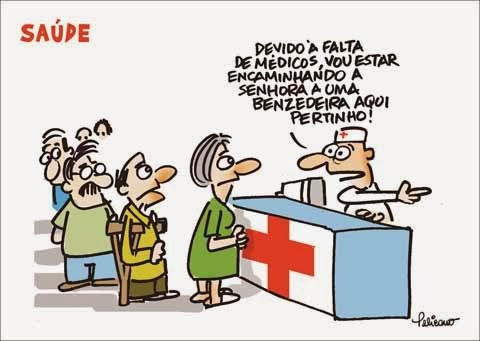 SAÚDE
DEVIDO À FALTA
DE MÉDICOS, VOU ESTAR
ENCAMINHANDO A
SENHORA A UMA
BENZEDEIRA AQUI
PERTINHO!
Pelicano